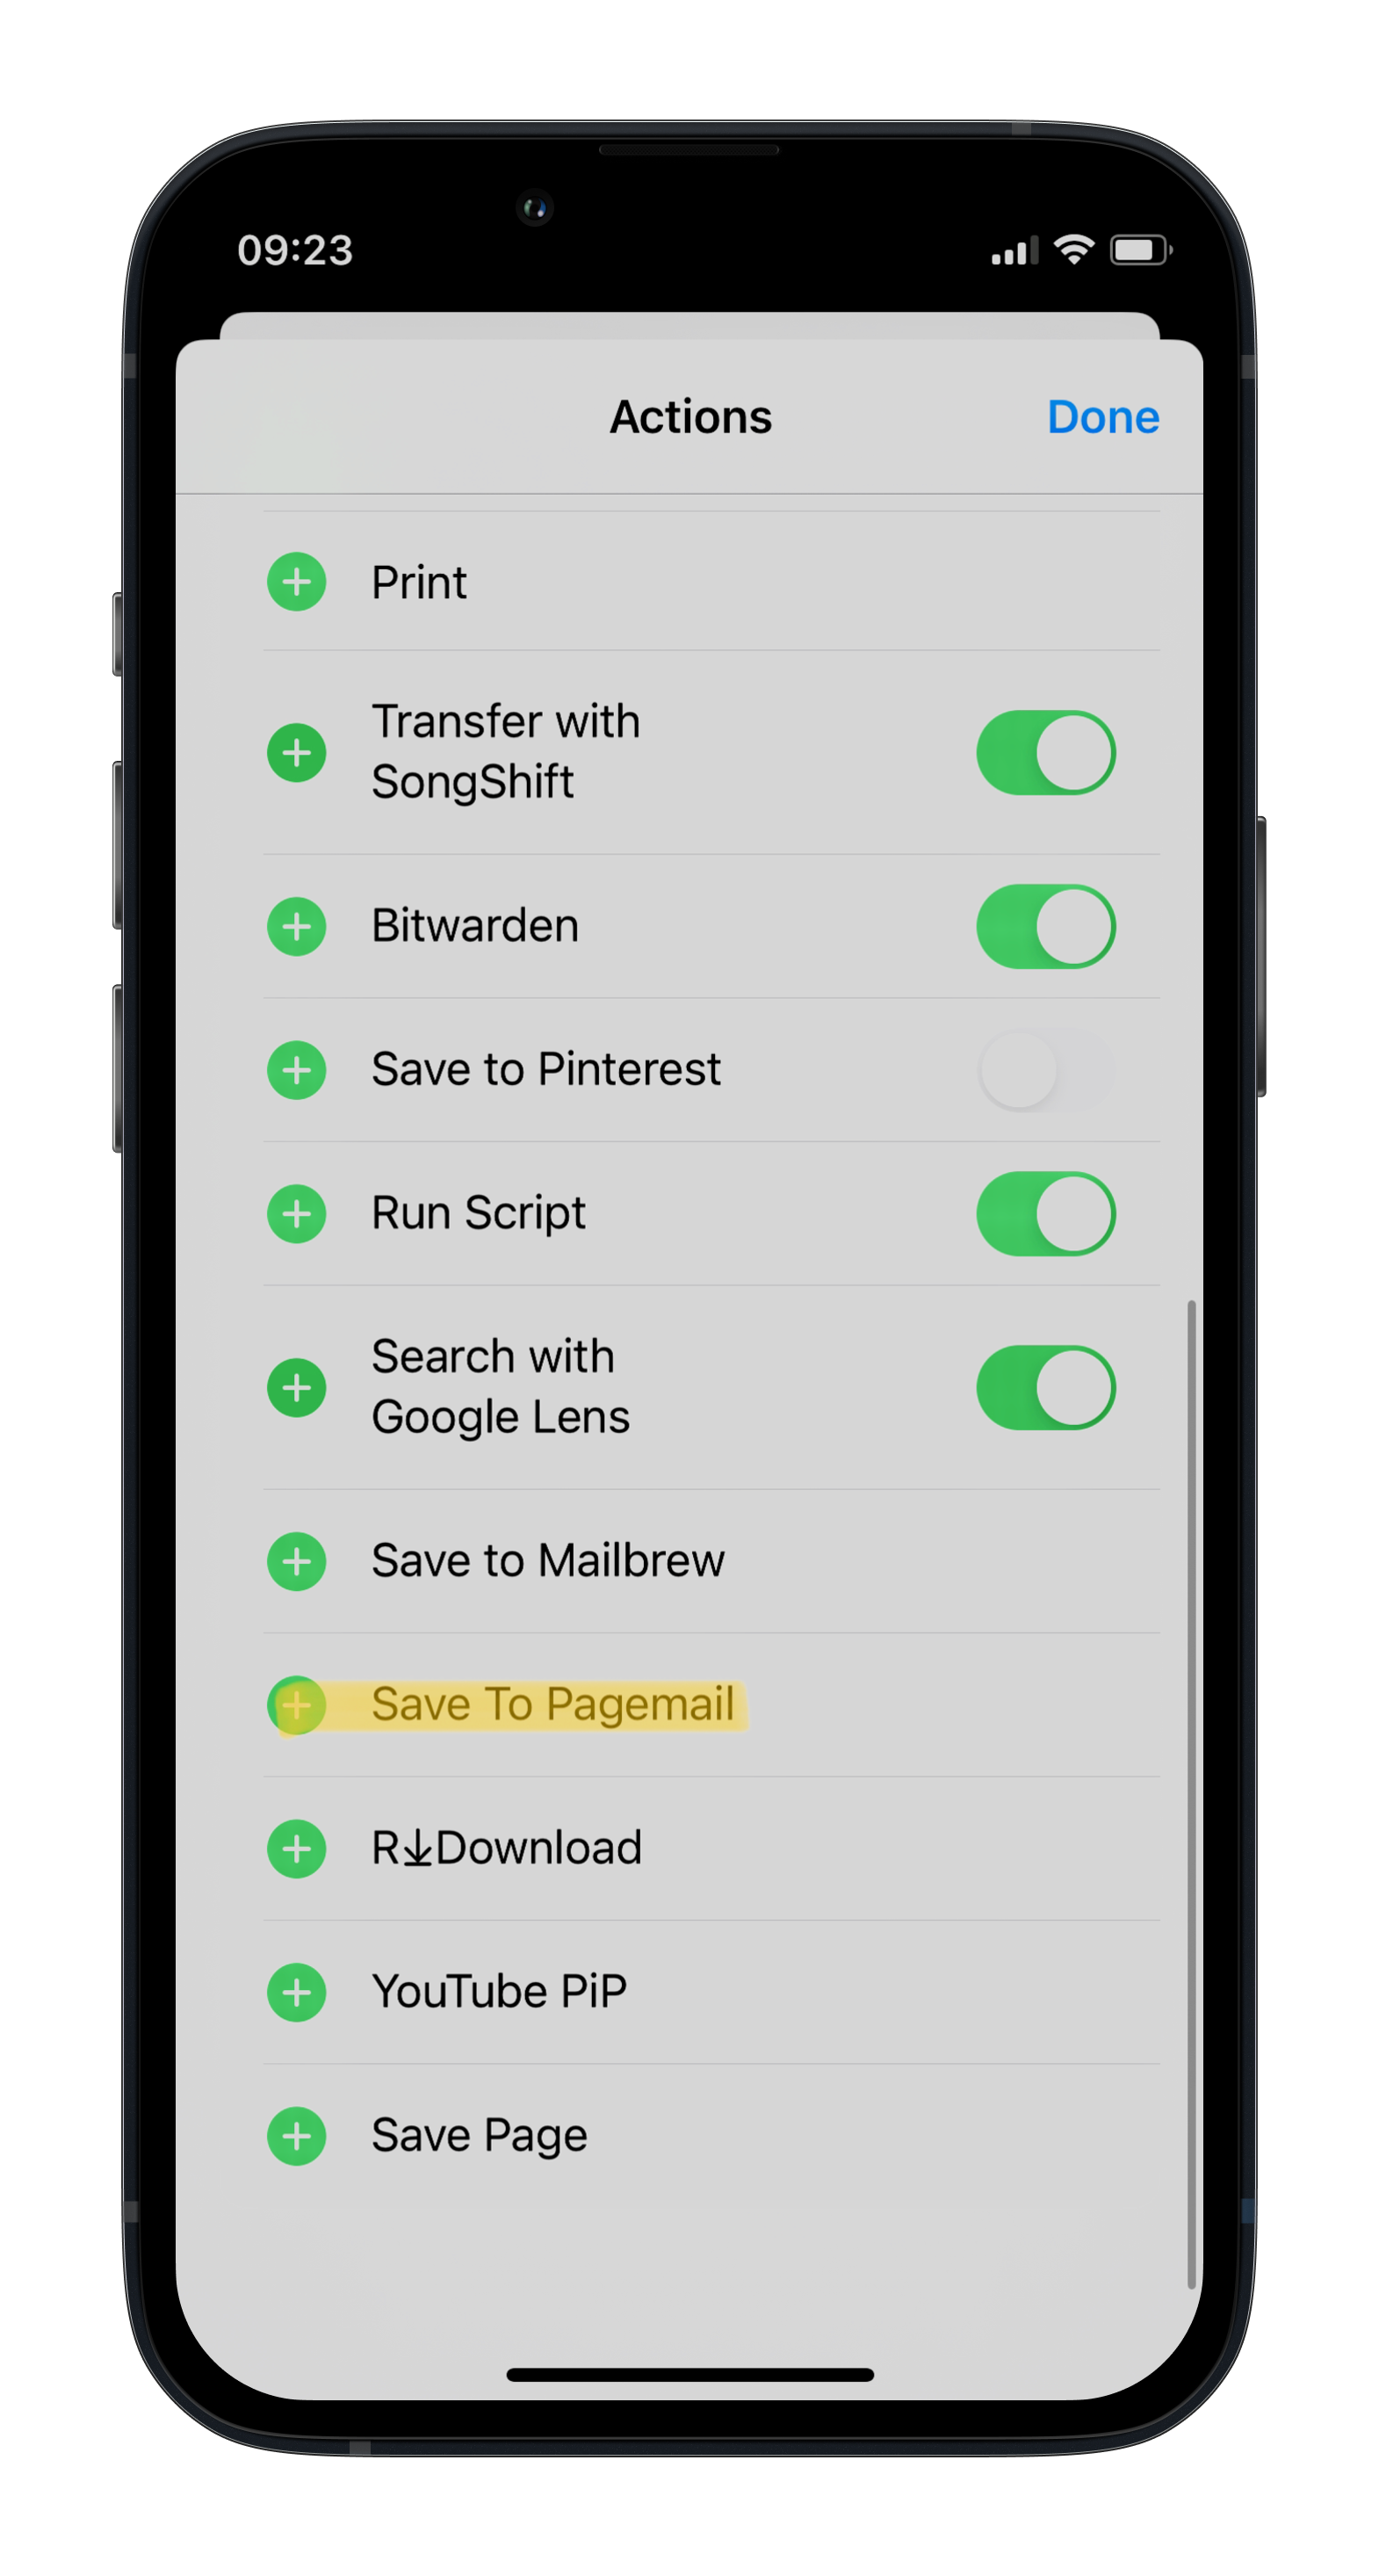 09:23
Actions
Done
Print
Transfer with
SongShift
Bitwarden
Save to Pinterest
Run Script
Search with
Google Lens
Save to Mailbrew
Save To Pagemail
R↓Download
YouTube PiP
Save Page